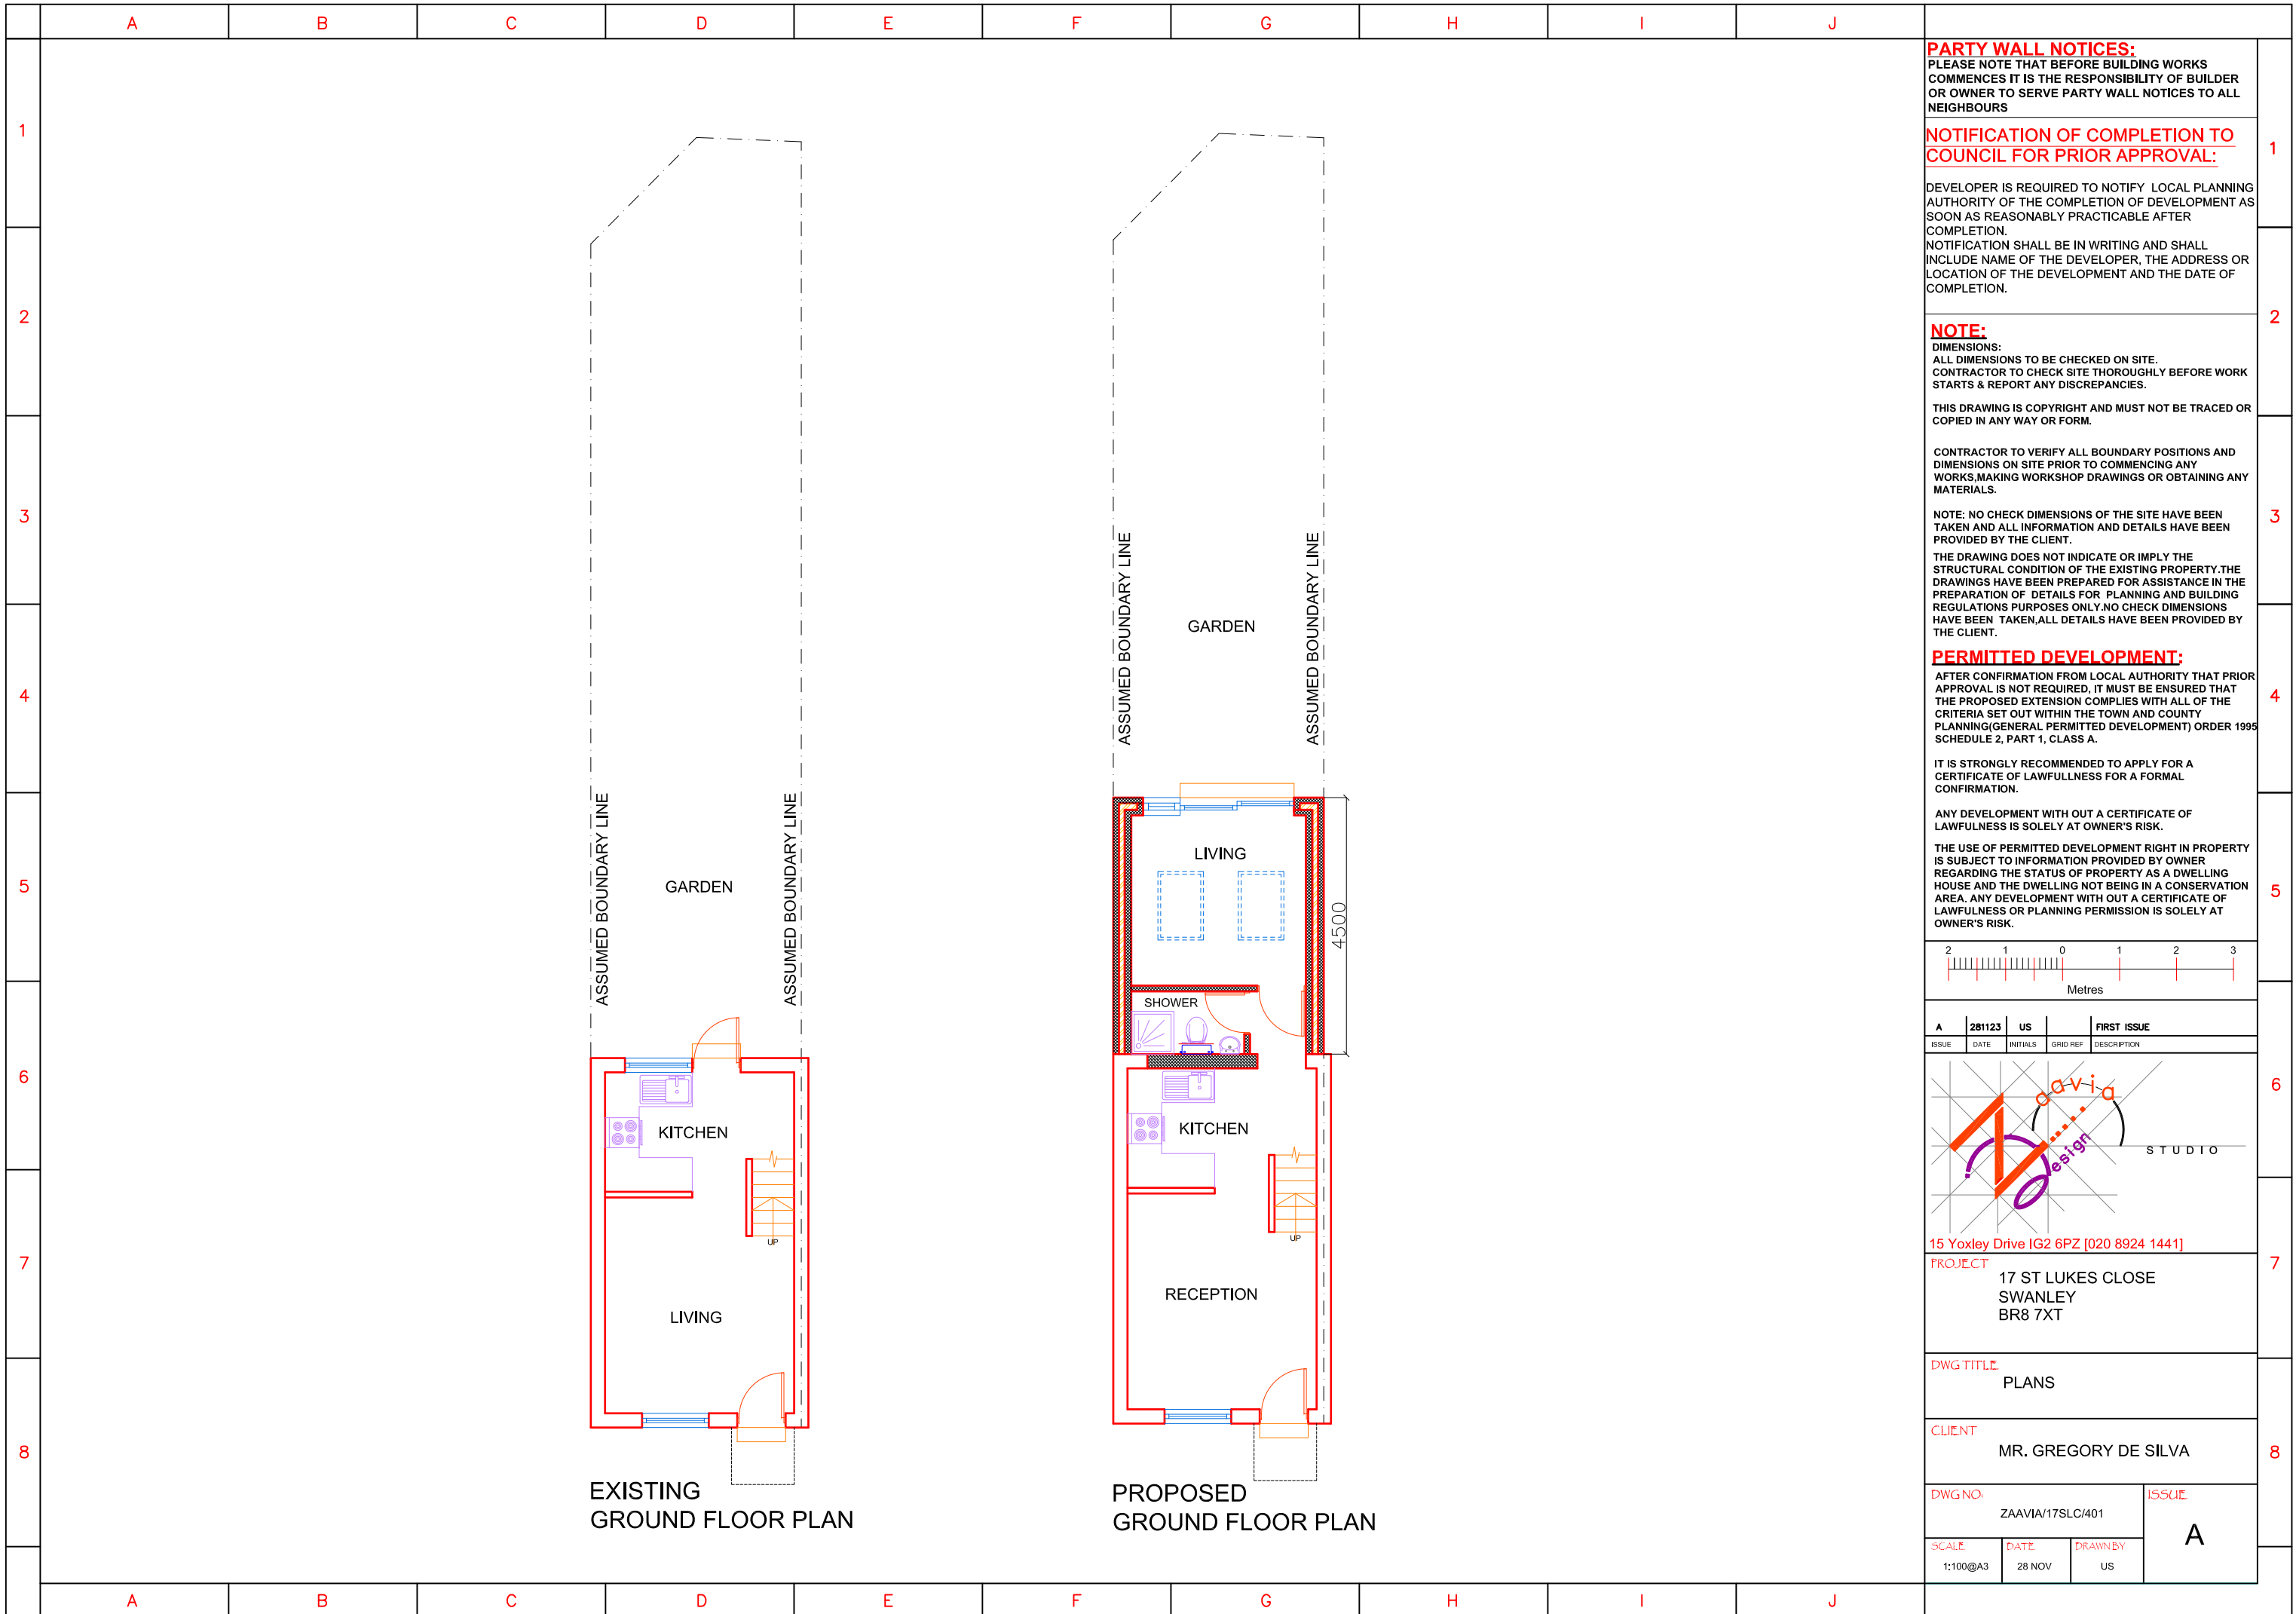 A B C D E F G H I J
1
2
3
4
5
6
7
8
ASSUMED BOUNDARY LINE
ASSUMED BOUNDARY LINE
GARDEN
KITCHEN
UP
LIVING
EXISTING
GROUND FLOOR PLAN
ASSUMED BOUNDARY LINE
ASSUMED BOUNDARY LINE
GARDEN
LIVING
4500
SHOWER
KITCHEN
UP
RECEPTION
PROPOSED
GROUND FLOOR PLAN
PARTY WALL NOTICES:
PLEASE NOTE THAT BEFORE BUILDING WORKS
COMMENCES IT IS THE RESPONSIBILITY OF BUILDER
OR OWNER TO SERVE PARTY WALL NOTICES TO ALL
NEIGHBOURS
NOTIFICATION OF COMPLETION TO
COUNCIL FOR PRIOR APPROVAL:
DEVELOPER IS REQUIRED TO NOTIFY LOCAL PLANNING
AUTHORITY OF THE COMPLETION OF DEVELOPMENT AS
SOON AS REASONABLY PRACTICABLE AFTER
COMPLETION.
NOTIFICATION SHALL BE IN WRITING AND SHALL
INCLUDE NAME OF THE DEVELOPER, THE ADDRESS OR
LOCATION OF THE DEVELOPMENT AND THE DATE OF
COMPLETION.
NOTE:
DIMENSIONS:
ALL DIMENSIONS TO BE CHECKED ON SITE.
CONTRACTOR TO CHECK SITE THOROUGHLY BEFORE WORK
STARTS & REPORT ANY DISCREPANCIES.
THIS DRAWING IS COPYRIGHT AND MUST NOT BE TRACED OR
COPIED IN ANY WAY OR FORM.
CONTRACTOR TO VERIFY ALL BOUNDARY POSITIONS AND
DIMENSIONS ON SITE PRIOR TO COMMENCING ANY
WORKS,MAKING WORKSHOP DRAWINGS OR OBTAINING ANY
MATERIALS.
NOTE: NO CHECK DIMENSIONS OF THE SITE HAVE BEEN
TAKEN AND ALL INFORMATION AND DETAILS HAVE BEEN
PROVIDED BY THE CLIENT.
THE DRAWING DOES NOT INDICATE OR IMPLY THE
STRUCTURAL CONDITION OF THE EXISTING PROPERTY.THE
DRAWINGS HAVE BEEN PREPARED FOR ASSISTANCE IN THE
PREPARATION OF DETAILS FOR PLANNING AND BUILDING
REGULATIONS PURPOSES ONLY.NO CHECK DIMENSIONS
HAVE BEEN TAKEN,ALL DETAILS HAVE BEEN PROVIDED BY
THE CLIENT.
PERMITTED DEVELOPMENT:
AFTER CONFIRMATION FROM LOCAL AUTHORITY THAT PRIOR
APPROVAL IS NOT REQUIRED, IT MUST BE ENSURED THAT
THE PROPOSED EXTENSION COMPLIES WITH ALL OF THE
CRITERIA SET OUT WITHIN THE TOWN AND COUNTY
PLANNING(GENERAL PERMITTED DEVELOPMENT) ORDER 1995
SCHEDULE 2, PART 1, CLASS A.
IT IS STRONGLY RECOMMENDED TO APPLY FOR A
CERTIFICATE OF LAWFULLNESS FOR A FORMAL
CONFIRMATION.
ANY DEVELOPMENT WITH OUT A CERTIFICATE OF
LAWFULNESS IS SOLELY AT OWNER'S RISK.
THE USE OF PERMITTED DEVELOPMENT RIGHT IN PROPERTY
IS SUBJECT TO INFORMATION PROVIDED BY OWNER
REGARDING THE STATUS OF PROPERTY AS A DWELLING
HOUSE AND THE DWELLING NOT BEING IN A CONSERVATION
AREA. ANY DEVELOPMENT WITH OUT A CERTIFICATE OF
LAWFULNESS OR PLANNING PERMISSION IS SOLELY AT
OWNER'S RISK.
2 1 0 1 2 3
Metres
A 281123 US FIRST ISSUE
ISSUE DATE INITIALS GRID REF DESCRIPTION
aavia
esign
STUDIO
15 Yoxley Drive IG2 6PZ [020 8924 1441]
PROJECT
17 ST LUKES CLOSE
SWANLEY
BR8 7XT
DWG TITLE
PLANS
CLIENT
MR. GREGORY DE SILVA
DWG NO.
ZAAVIA/17SLC/401
ISSUE
A
SCALE DATE DRAWN BY
1:100@A3 28 NOV US
1
2
3
4
5
6
7
8
A B C D E F G H I J